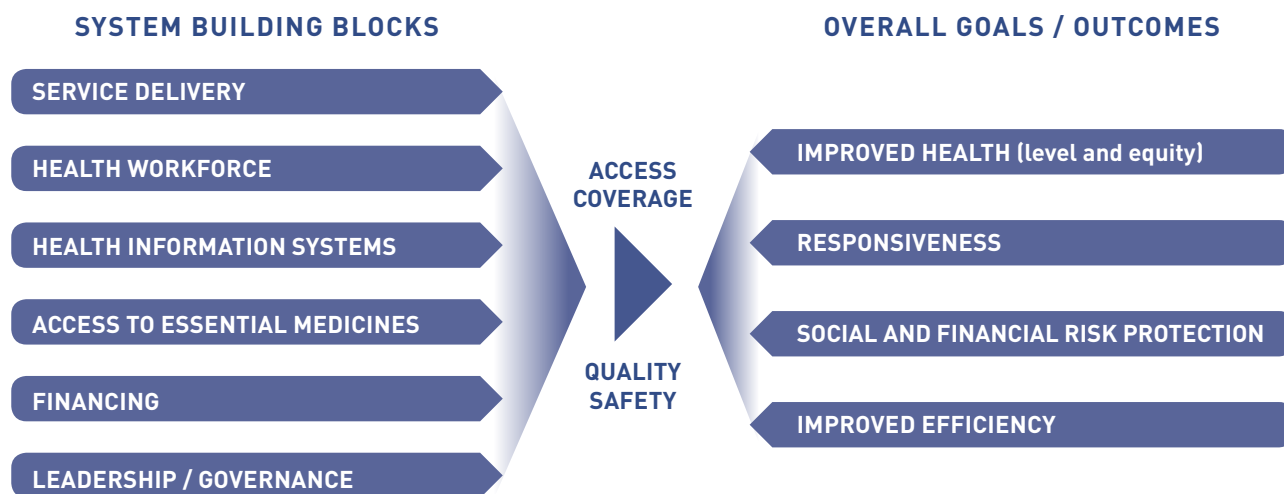 SYSTEM BUILDING BLOCKS
SERVICE DELIVERY
HEALTH WORKFORCE
HEALTH INFORMATION SYSTEMS
ACCESS TO ESSENTIAL MEDICINES
FINANCING
LEADERSHIP / GOVERNANCE
ACCESS
COVERAGE
QUALITY
SAFETY
OVERALL GOALS / OUTCOMES
IMPROVED HEALTH (level and equity)
RESPONSIVENESS
SOCIAL AND FINANCIAL RISK PROTECTION
IMPROVED EFFICIENCY